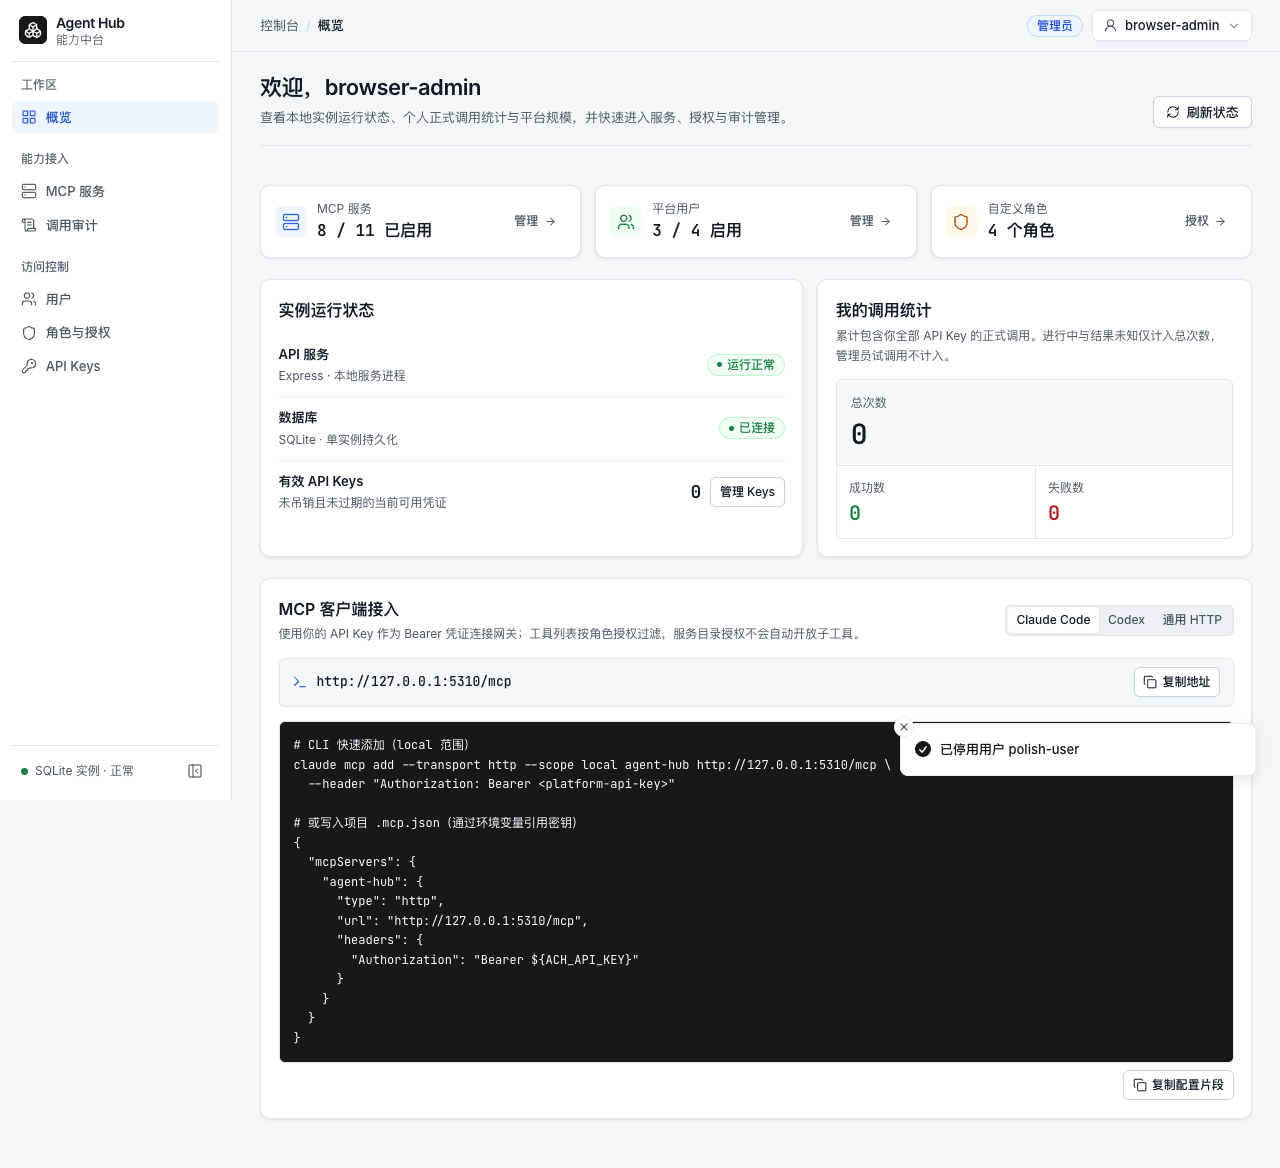 Agent Hub
能力中台
工作区
概览
能力接入
MCP 服务
调用审计
访问控制
用户
角色与授权
API Keys
SQLite 实例 · 正常
控制台 / 概览
管理员
browser-admin
欢迎，browser-admin
查看本地实例运行状态、个人正式调用统计与平台规模，并快速进入服务、授权与审计管理。
刷新状态
MCP 服务
8 / 11 已启用
管理 →
平台用户
3 / 4 启用
管理 →
自定义角色
4 个角色
授权 →
实例运行状态
API 服务
Express · 本地服务进程
运行正常
数据库
SQLite · 单实例持久化
已连接
有效 API Keys
未吊销且未过期的当前可用凭证
0
管理 Keys
我的调用统计
累计包含你全部 API Key 的正式调用。进行中与结果未知仅计入总次数，
管理员试调用不计入。
总次数
0
成功数
0
失败数
0
MCP 客户端接入
使用你的 API Key 作为 Bearer 凭证连接网关；工具列表按角色授权过滤，服务目录授权不会自动开放子工具。
Claude Code
Codex
通用 HTTP
http://127.0.0.1:5310/mcp
复制地址
# CLI 快速添加（local 范围）
claude mcp add --transport http --scope local agent-hub http://127.0.0.1:5310/mcp \
--header "Authorization: Bearer <platform-api-key>"
# 或写入项目 .mcp.json（通过环境变量引用密钥）
{
"mcpServers": {
"agent-hub": {
"type": "http",
"url": "http://127.0.0.1:5310/mcp",
"headers": {
"Authorization": "Bearer ${ACH_API_KEY}"
}
}
}
}
已停用用户 polish-user
复制配置片段